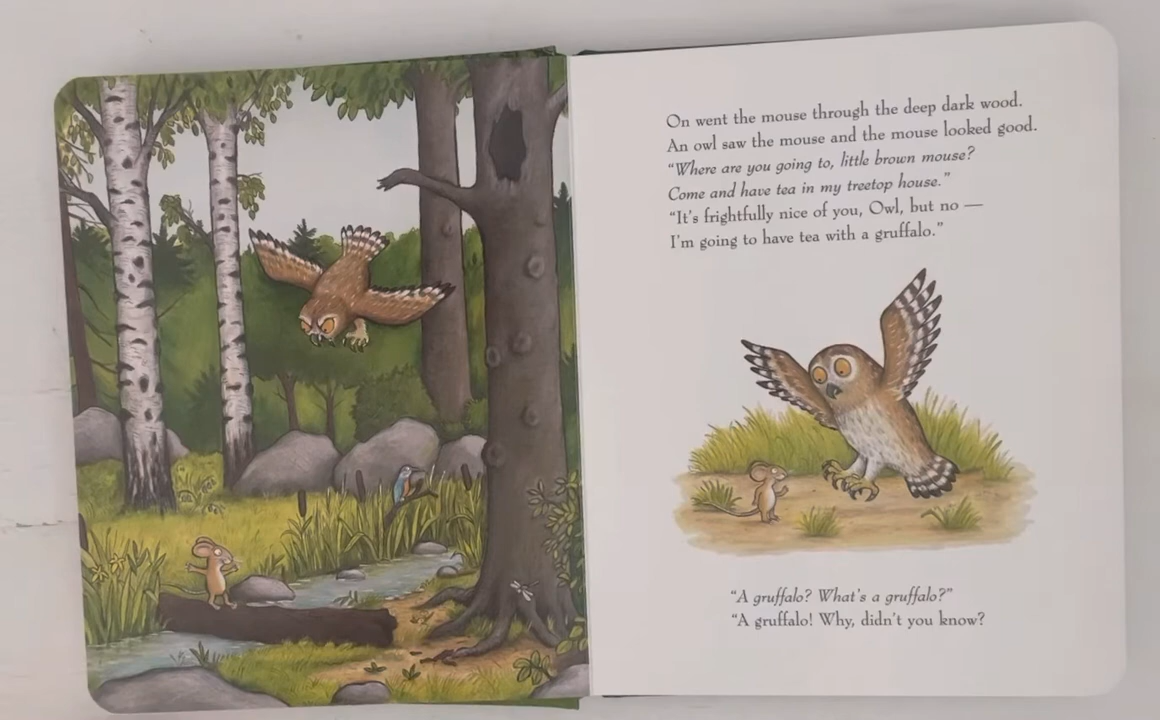 On went the mouse through the deep dark wood.
An owl saw the mouse and the mouse looked good.
“Where are you going to, little brown mouse?
Come and have tea in my treetop house.”
“It’s frightfully nice of you, Owl, but no —
I’m going to have tea with a gruffalo.”
“A gruffalo? What’s a gruffalo?”
“A gruffalo! Why, didn’t you know?